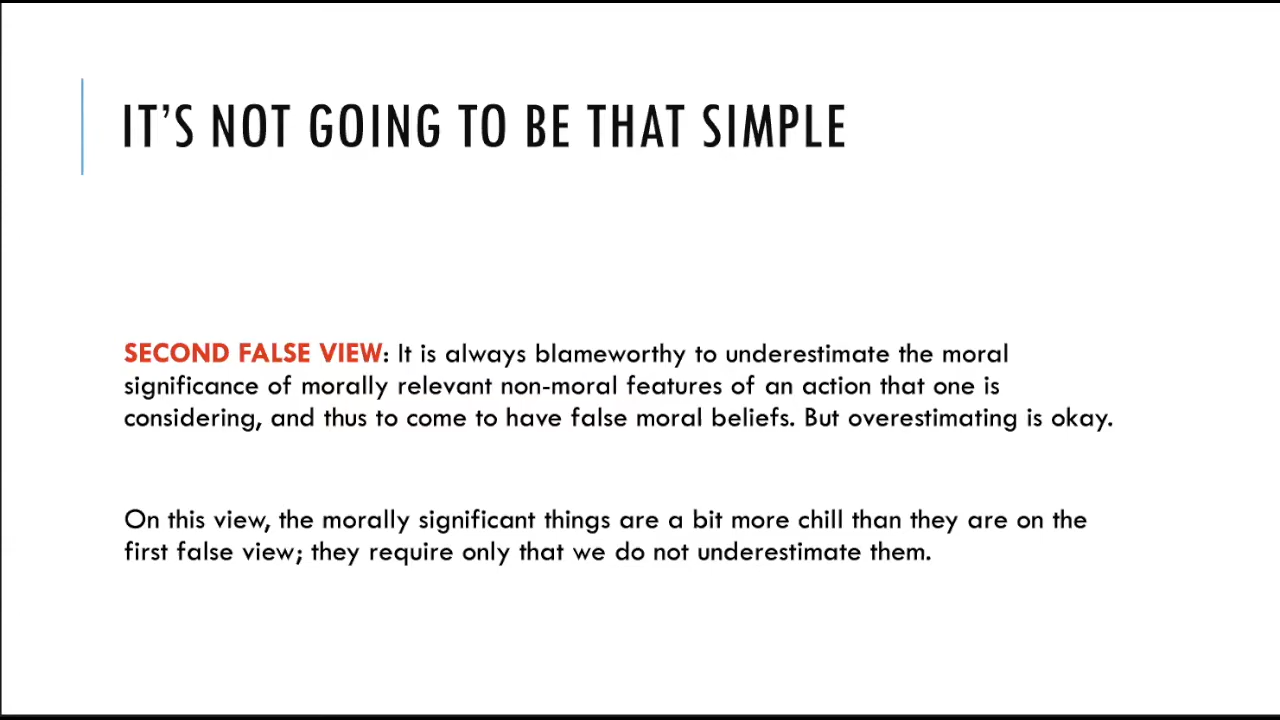 IT'S NOT GOING TO BE THAT SIMPLE
SECOND FALSE VIEW: It is always blameworthy to underestimate the moral
significance of morally relevant non-moral features of an action that one is
considering, and thus to come to have false moral beliefs. But overestimating is okay.
On this view, the morally significant things are a bit more chill than they are on the
first false view; they require only that we do not underestimate them.